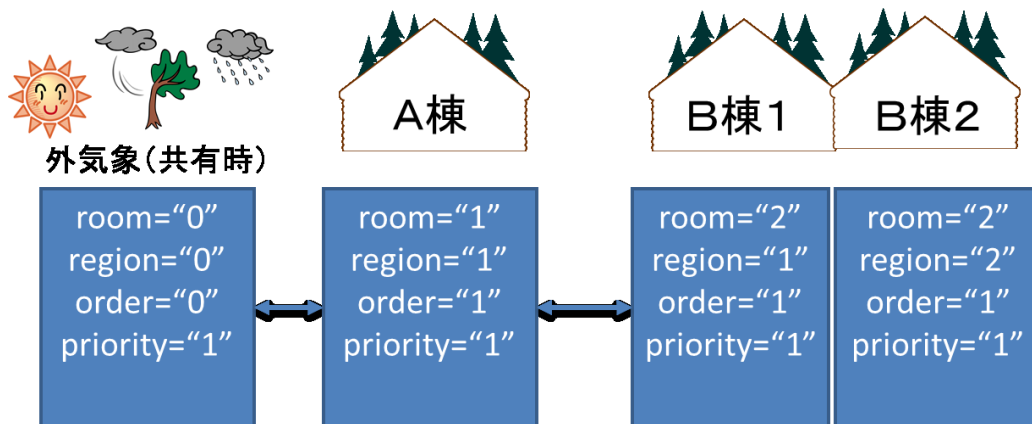 A棟
B棟1
B棟2
外気象(共有時)
room=“0”
region=“0”
order=“0”
priority=“1”
room=“1”
region=“1”
order=“1”
priority=“1”
room=“2”
region=“1”
order=“1”
priority=“1”
room=“2”
region=“2”
order=“1”
priority=“1”